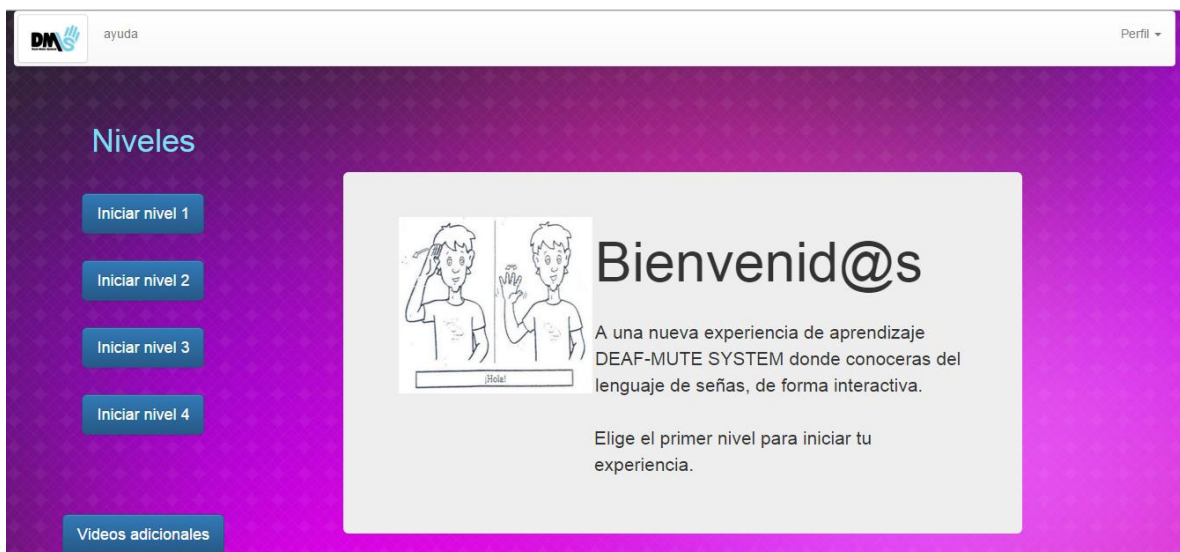 DMS
ayuda
Perfil
Niveles
Iniciar nivel 1
Iniciar nivel 2
Iniciar nivel 3
Iniciar nivel 4
Videos adicionales
¡Hola!
Bienvenid@s
A una nueva experiencia de aprendizaje
DEAF-MUTE SYSTEM donde conoceras del
lenguaje de señas, de forma interactiva.
Elige el primer nivel para iniciar tu
experiencia.